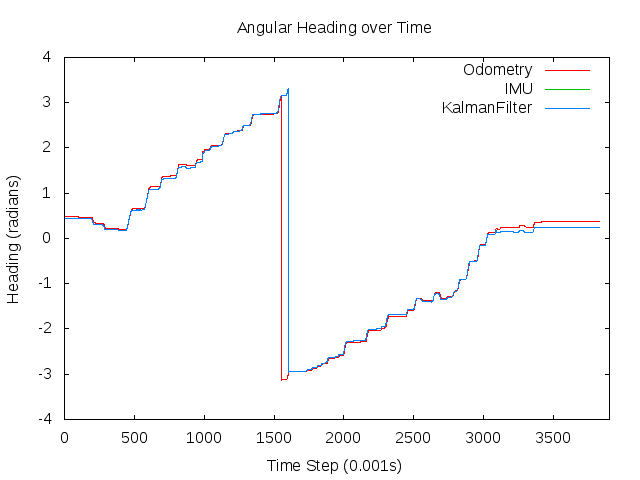 Angular Heading over Time
Odometry
IMU
KalmanFilter
4
3
2
1
0
-1
-2
-3
-4
Heading (radians)
0 500 1000 1500 2000 2500 3000 3500
Time Step (0.001s)